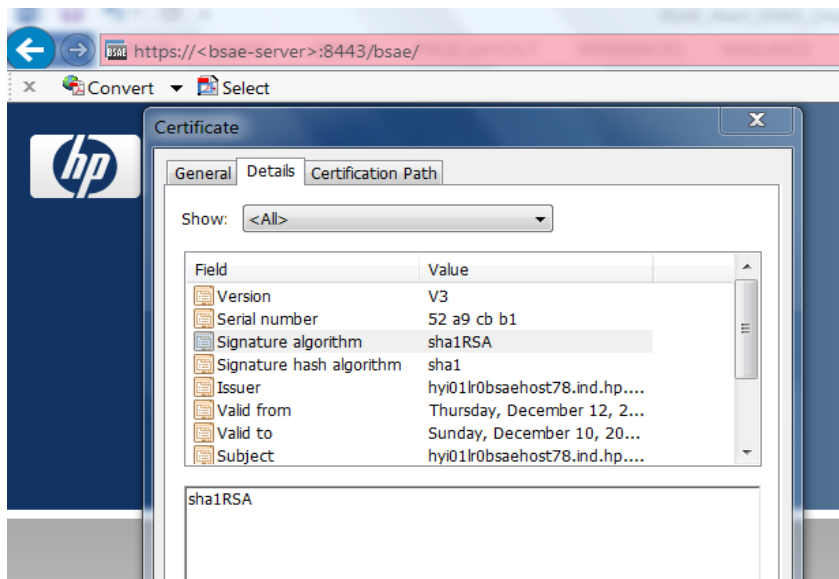 BSAE https://<bsae-server>:8443/bsae/
x Convert Select
hp
Certificate x
General Details Certification Path
Show: <All>
Field Value
Version V3
Serial number 52 a9 cb b1
Signature algorithm sha1RSA
Signature hash algorithm sha1
Issuer hyi01lr0bsaehost78.ind.hp....
Valid from Thursday, December 12, 2...
Valid to Sunday, December 10, 20...
Subject hyi01lr0bsaehost78.ind.hp....
sha1RSA